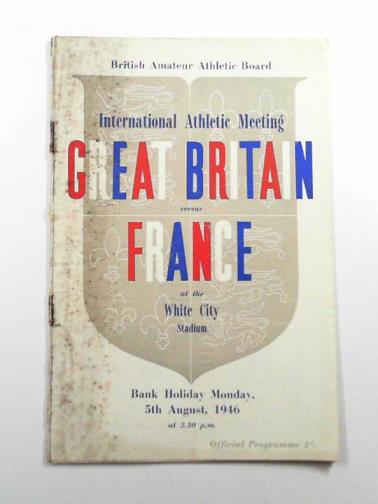 British Amateur Athletic Board
International Athletic Meeting
GREAT BRITAIN
versus
FRANCE
at the
White City
Stadium
Bank Holiday Monday,
5th August, 1946
at 2.30 p.m.
Official Programme 1/-